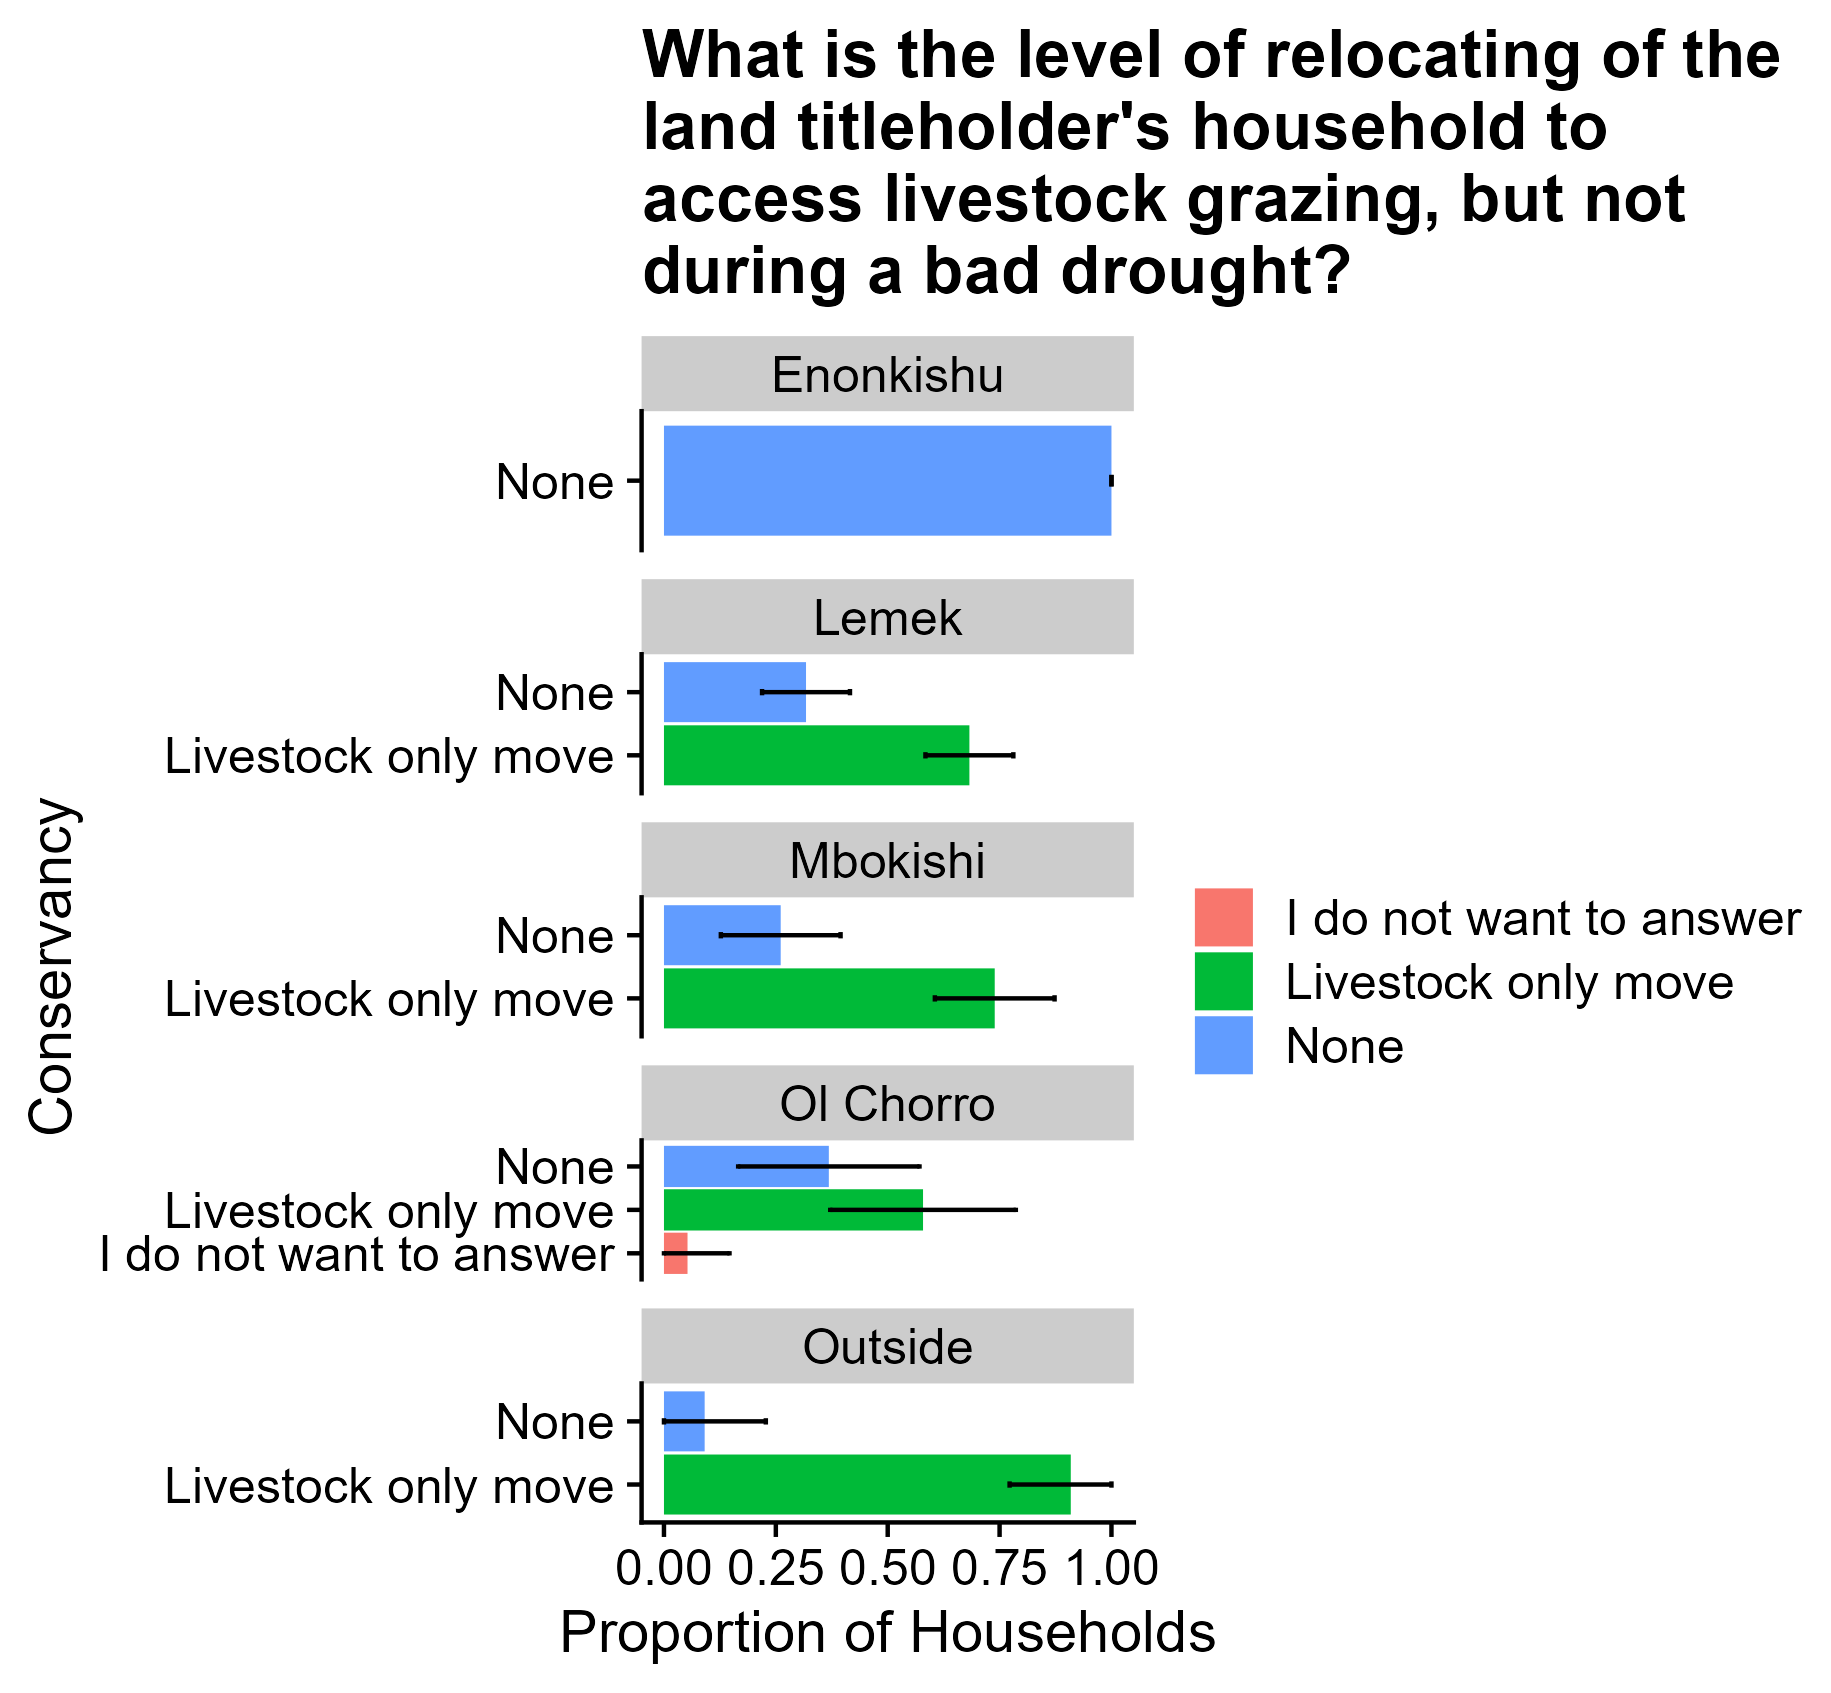 What is the level of relocating of the
land titleholder's household to
access livestock grazing, but not
during a bad drought?
Enonkishu
None
Lemek
None
Livestock only move
Mbokishi
None
Livestock only move
Ol Chorro
None
Livestock only move
I do not want to answer
Outside
None
Livestock only move
0.00 0.25 0.50 0.75 1.00
Proportion of Households
Conservancy
I do not want to answer
Livestock only move
None